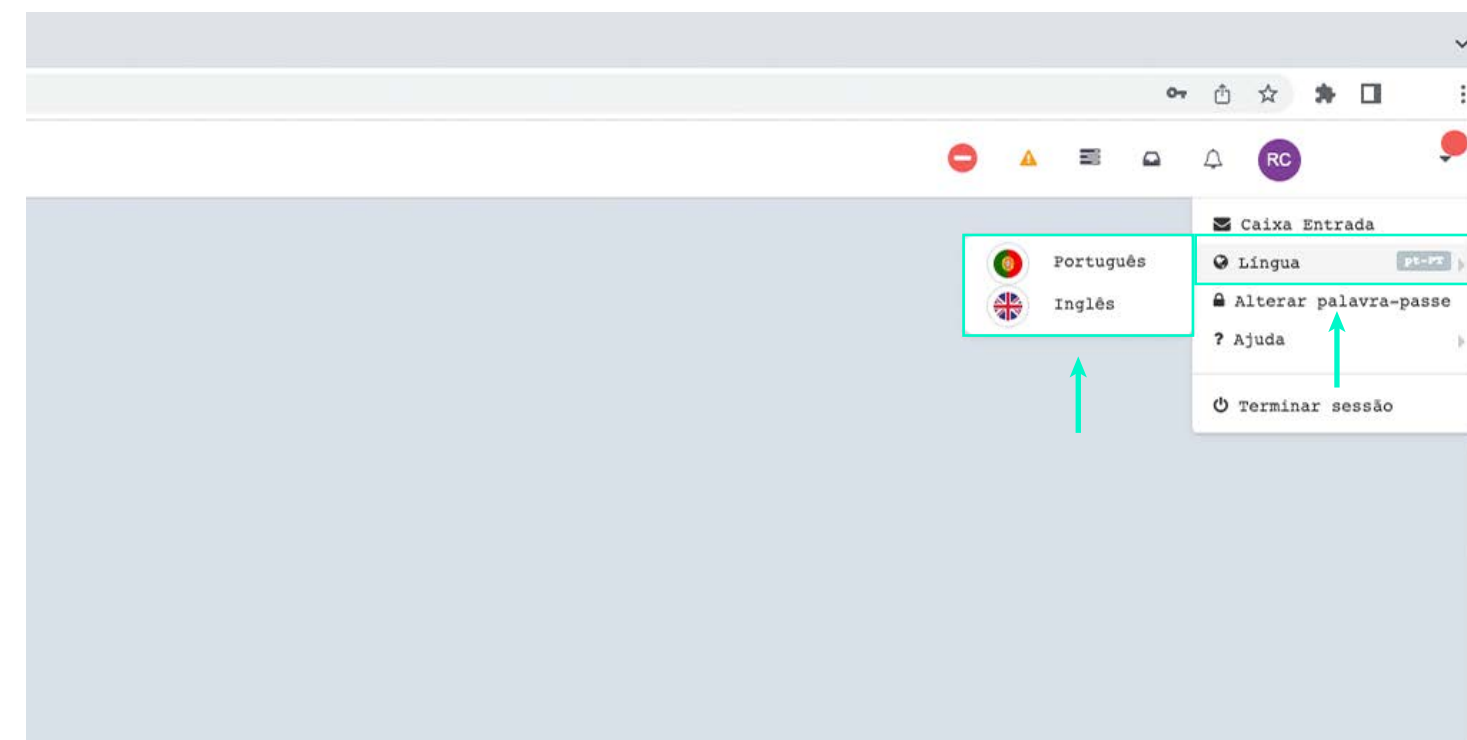 RC
Caixa Entrada
Português
Língua pt-PT
Inglês
Alterar palavra-passe
? Ajuda
Terminar sessão